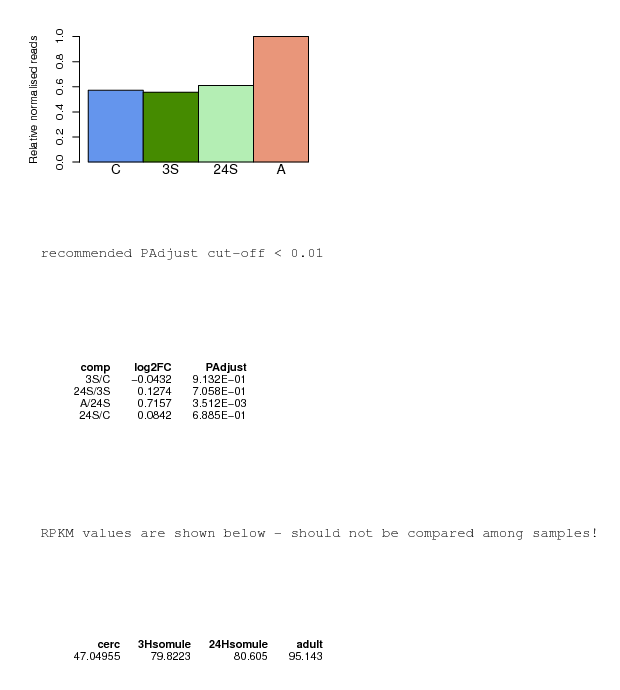 Relative normalised reads
1.0
0.8
0.6
0.4
0.2
0.0
C 3S 24S A
recommended PAdjust cut-off < 0.01
comp log2FC PAdjust
3S/C −0.0432 9.132E−01
24S/3S 0.1274 7.058E−01
A/24S 0.7157 3.512E−03
24S/C 0.0842 6.885E−01
RPKM values are shown below - should not be compared among samples!
cerc 3Hsomule 24Hsomule adult
47.04955 79.8223 80.605 95.143